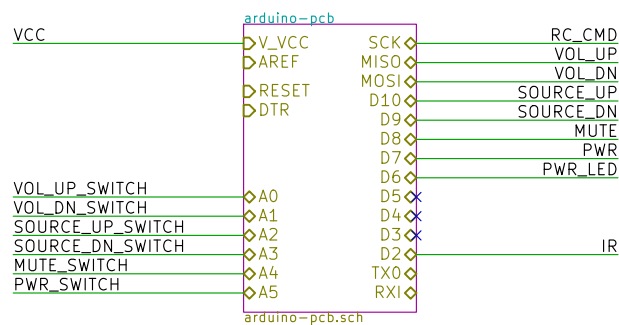 arduino-pcb
VCC V_VCC SCK RC_CMD
AREF MISO VOL_UP
MOSI VOL_DN
RESET D10 SOURCE_UP
DTR D9 SOURCE_DN
D8 MUTE
D7 PWR
D6 PWR_LED
VOL_UP_SWITCH A0 D5
VOL_DN_SWITCH A1 D4
SOURCE_UP_SWITCH A2 D3
SOURCE_DN_SWITCH A3 D2 IR
MUTE_SWITCH A4 TX0
PWR_SWITCH A5 RXI
arduino-pcb.sch